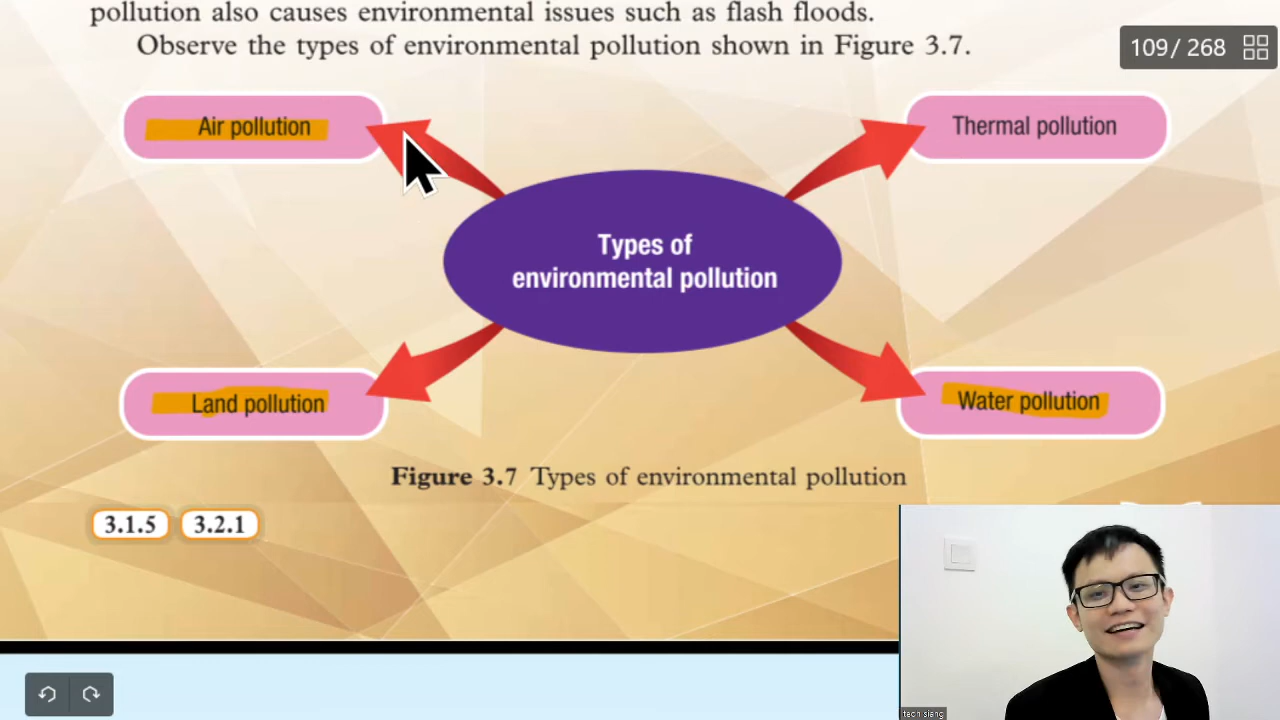 pollution also causes environmental issues such as flash floods.
Observe the types of environmental pollution shown in Figure 3.7.
109/ 268
Air pollution
Thermal pollution
Types of
environmental pollution
Land pollution
Water pollution
Figure 3.7 Types of environmental pollution
3.1.5 3.2.1
teoh siang